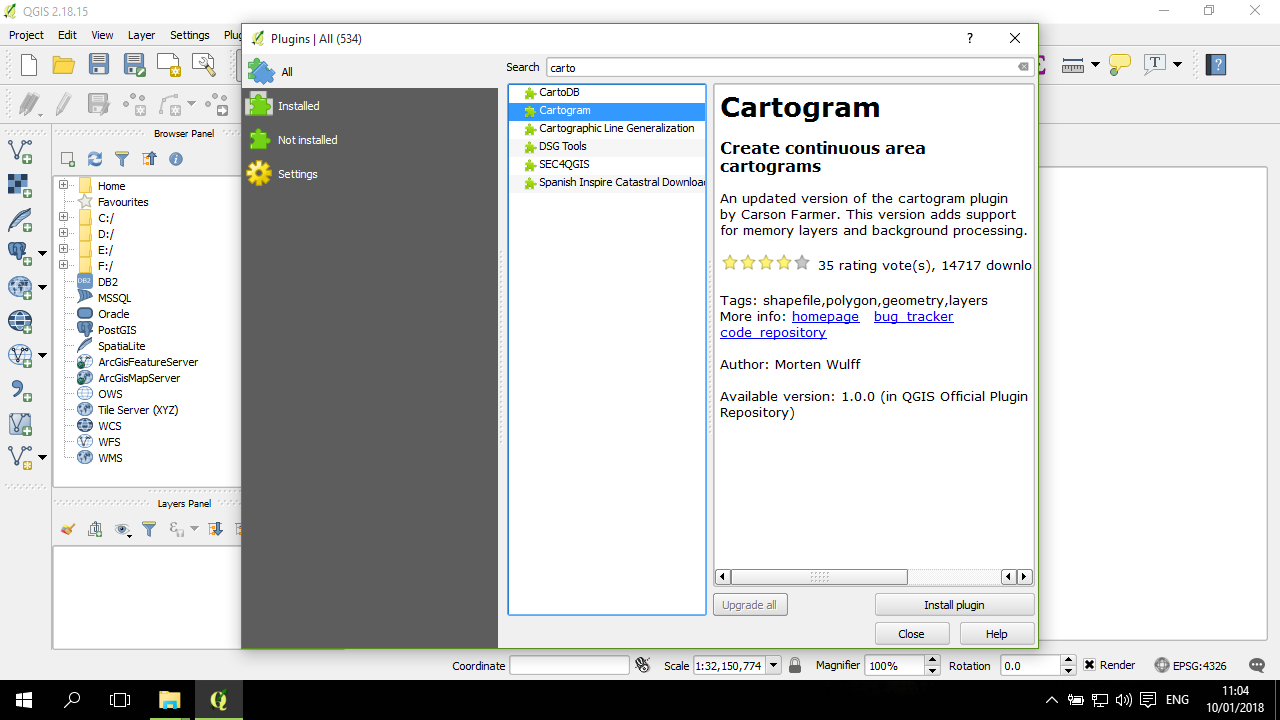 QGIS 2.18.15
Project Edit View Layer Settings
Plugins | All (534)
?
All
Installed
Not installed
Settings
Search carto
CartoDB
Cartogram
Cartographic Line Generalization
DSG Tools
SEC4QGIS
Spanish Inspire Catastral Downloa
Cartogram
Create continuous area
cartograms
An updated version of the cartogram plugin
by Carson Farmer. This version adds support
for memory layers and background processing.
35 rating vote(s), 14717 downlo
Tags: shapefile,polygon,geometry,layers
More info: homepage bug tracker
code repository
Author: Morten Wulff
Available version: 1.0.0 (in QGIS Official Plugin
Repository)
Upgrade all
Install plugin
Close
Help
Browser Panel
Home
Favourites
C:/
D:/
E:/
F:/
DB2
MSSQL
Oracle
PostGIS
SpatiaLite
ArcGisFeatureServer
ArcGisMapServer
OWS
Tile Server (XYZ)
WCS
WFS
WMS
Layers Panel
Coordinate Scale 1:32,150,774 Magnifier 100% Rotation 0.0 Render EPSG:4326
ENG
11:04
10/01/2018